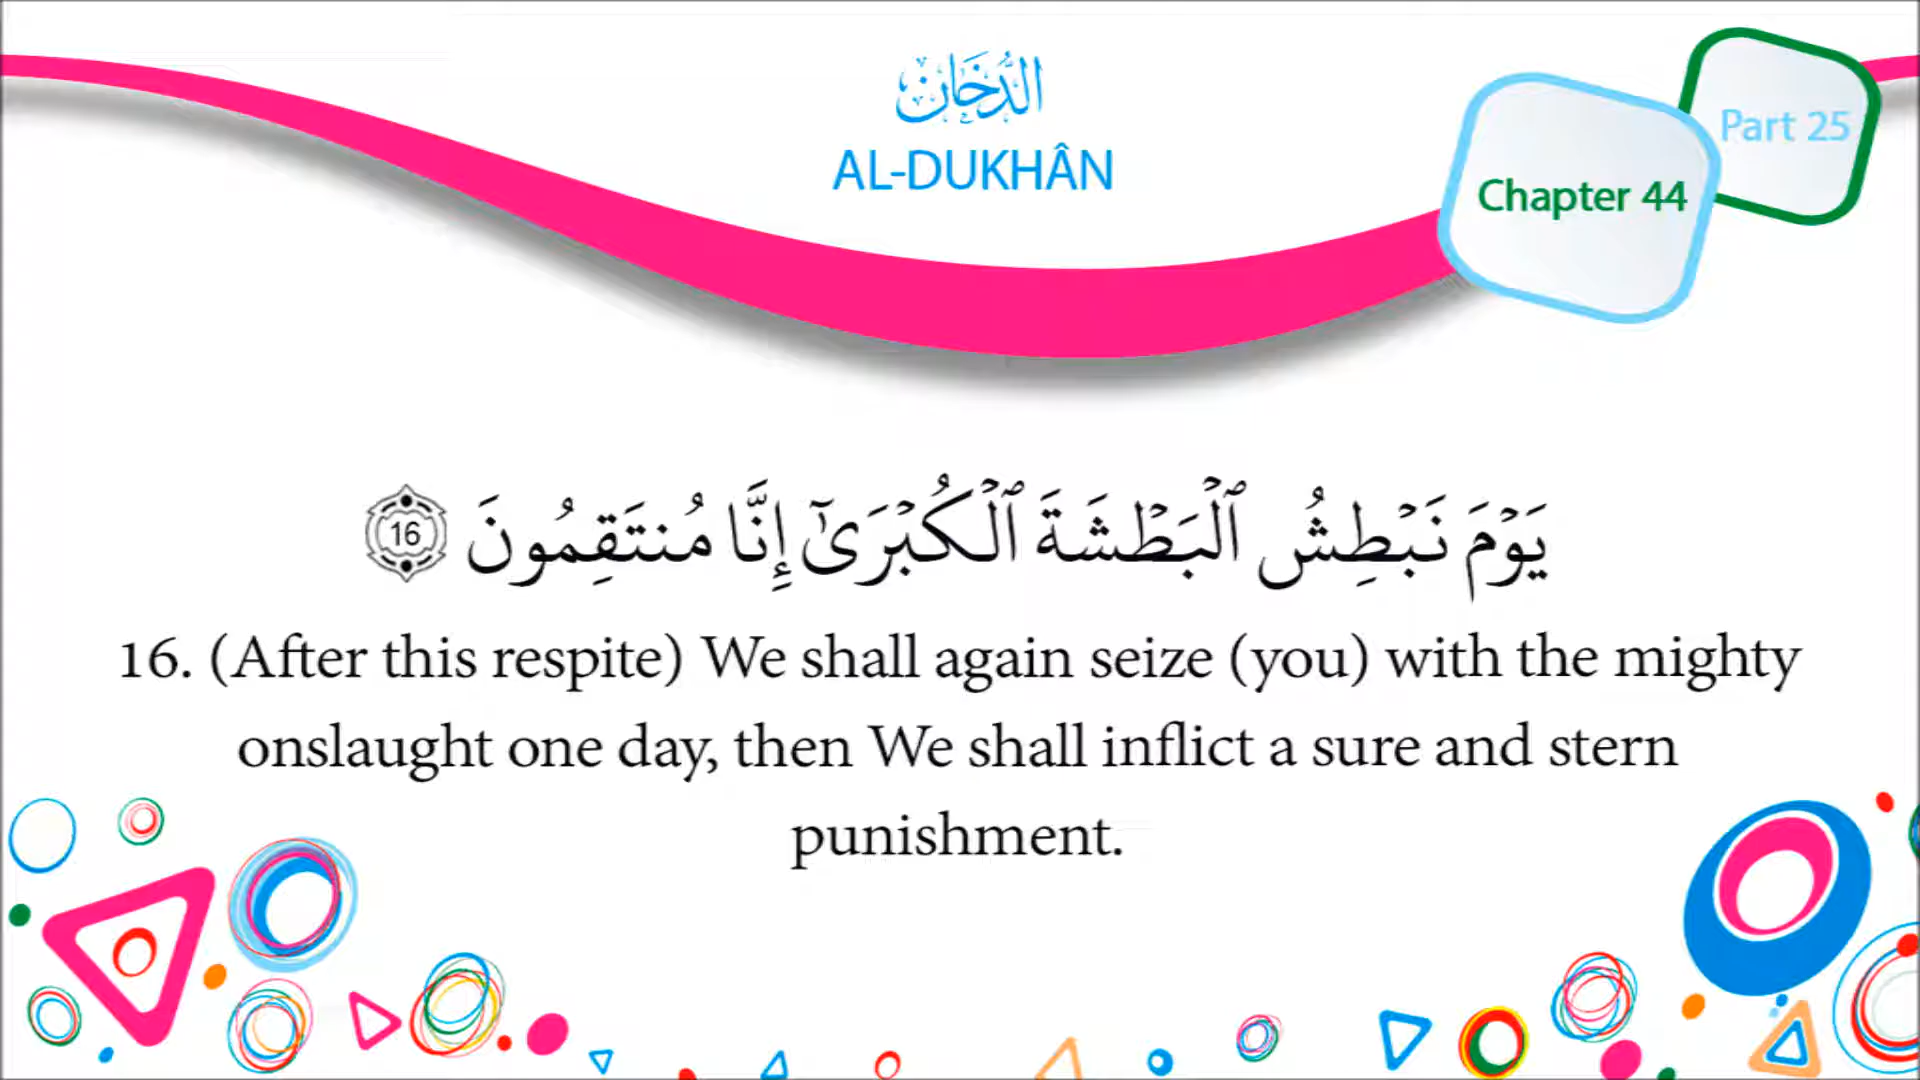 الدُّخَان
AL-DUKHÂN
Part 25
Chapter 44
يَوْمَ نَبْطِشُ ٱلْبَطْشَةَ ٱلْكُبْرَىٰٓ إِنَّا مُنتَقِمُونَ 16
16. (After this respite) We shall again seize (you) with the mighty
onslaught one day, then We shall inflict a sure and stern
punishment.